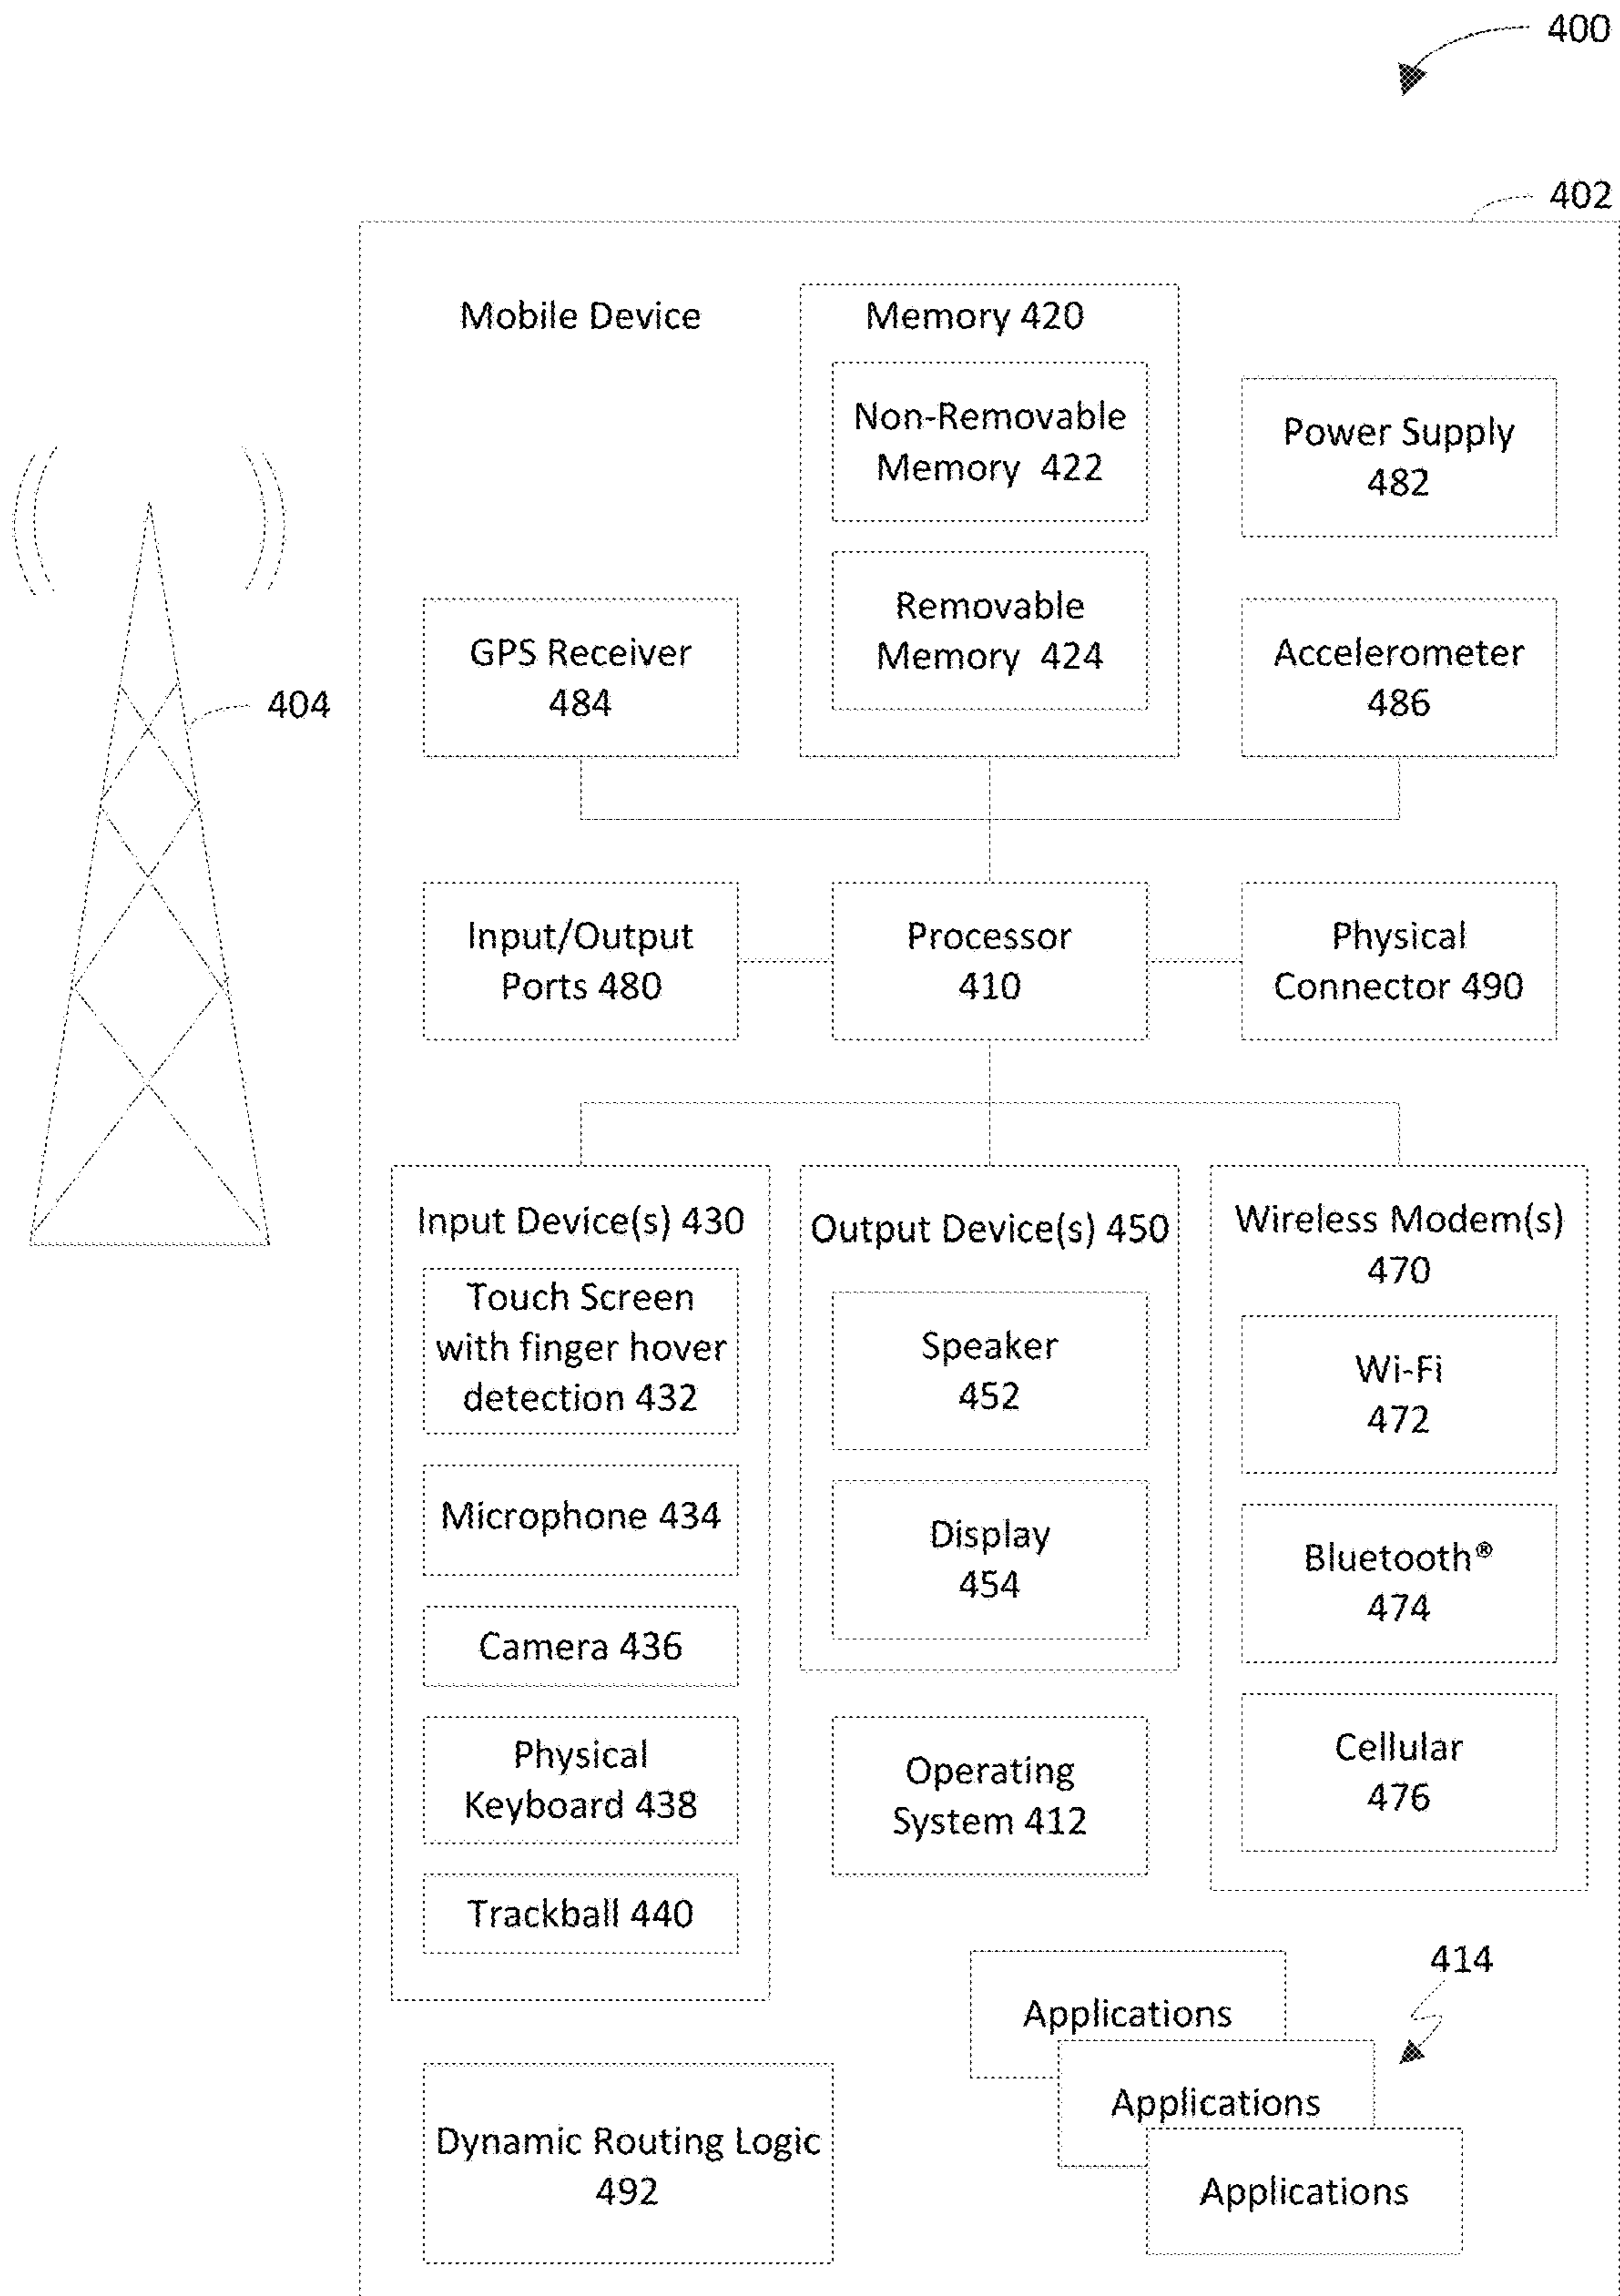 400
402
Mobile Device
Memory 420
Non-Removable
Memory 422
Power Supply
482
Removable
Memory 424
GPS Receiver
484
Accelerometer
486
404
Input/Output
Ports 480
Processor
410
Physical
Connector 490
Input Device(s) 430
Touch Screen
with finger hover
detection 432
Microphone 434
Camera 436
Physical
Keyboard 438
Trackball 440
Output Device(s) 450
Speaker
452
Display
454
Operating
System 412
Wireless Modem(s)
470
Wi-Fi
472
Bluetooth®
474
Cellular
476
414
Applications
Applications
Applications
Dynamic Routing Logic
492